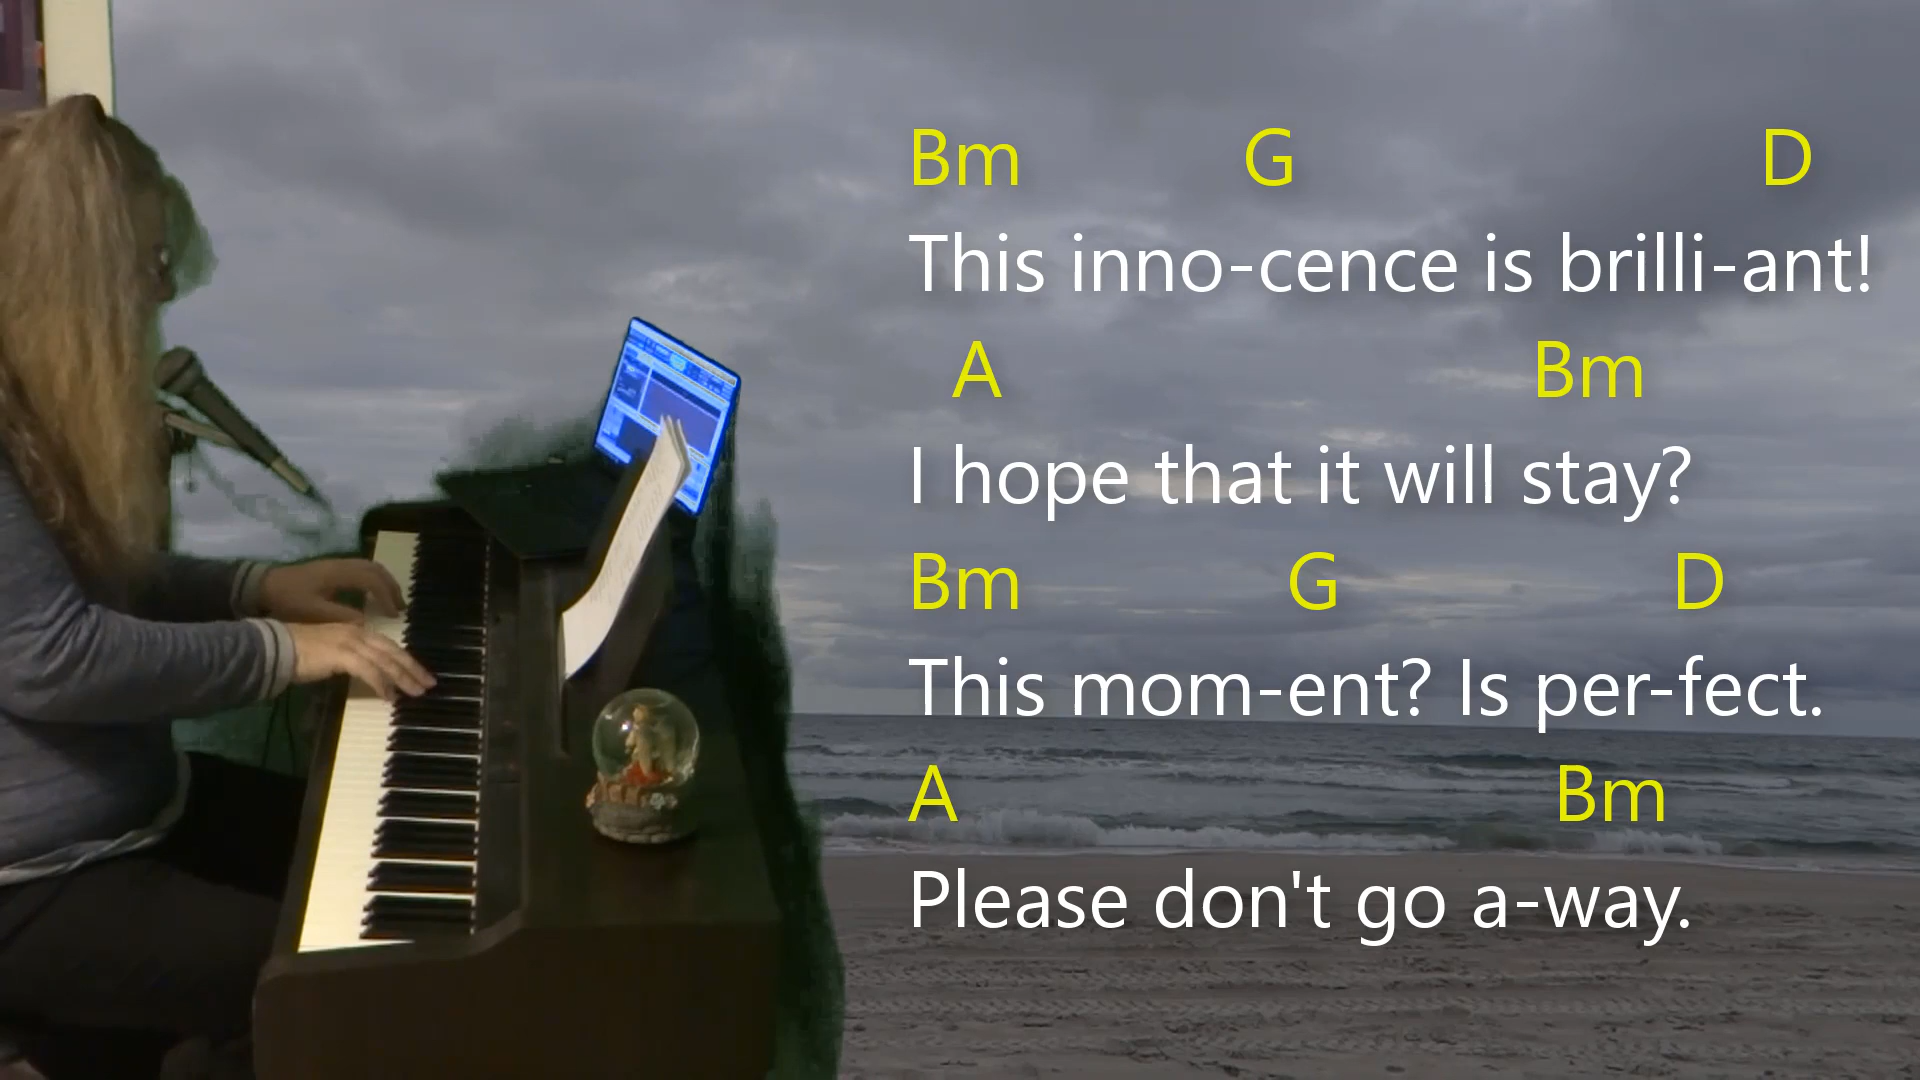 Bm G D
This inno-cence is brilli-ant!
A Bm
I hope that it will stay?
Bm G D
This mom-ent? Is per-fect.
A Bm
Please don't go a-way.